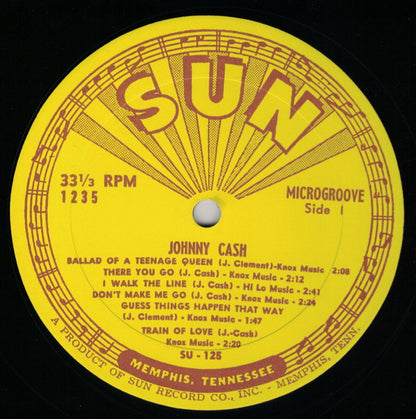 SUN
33⅓ RPM
1235
MICROGROOVE
Side 1
JOHNNY CASH
BALLAD OF A TEENAGE QUEEN (J. Clement)-Knox Music - 2:08
THERE YOU GO (J. Cash) - Knox Music - 2:12
I WALK THE LINE (J. Cash) - Hi Lo Music - 2:41
DON'T MAKE ME GO (J. Cash) - Knox Music - 2:24
GUESS THINGS HAPPEN THAT WAY
(J. Clement) - Knox Music - 1:47
TRAIN OF LOVE (J. Cash)
Knox Music - 2:20
SU - 125
MEMPHIS, TENNESSEE
A PRODUCT OF SUN RECORD CO., INC. - MEMPHIS, TENN.